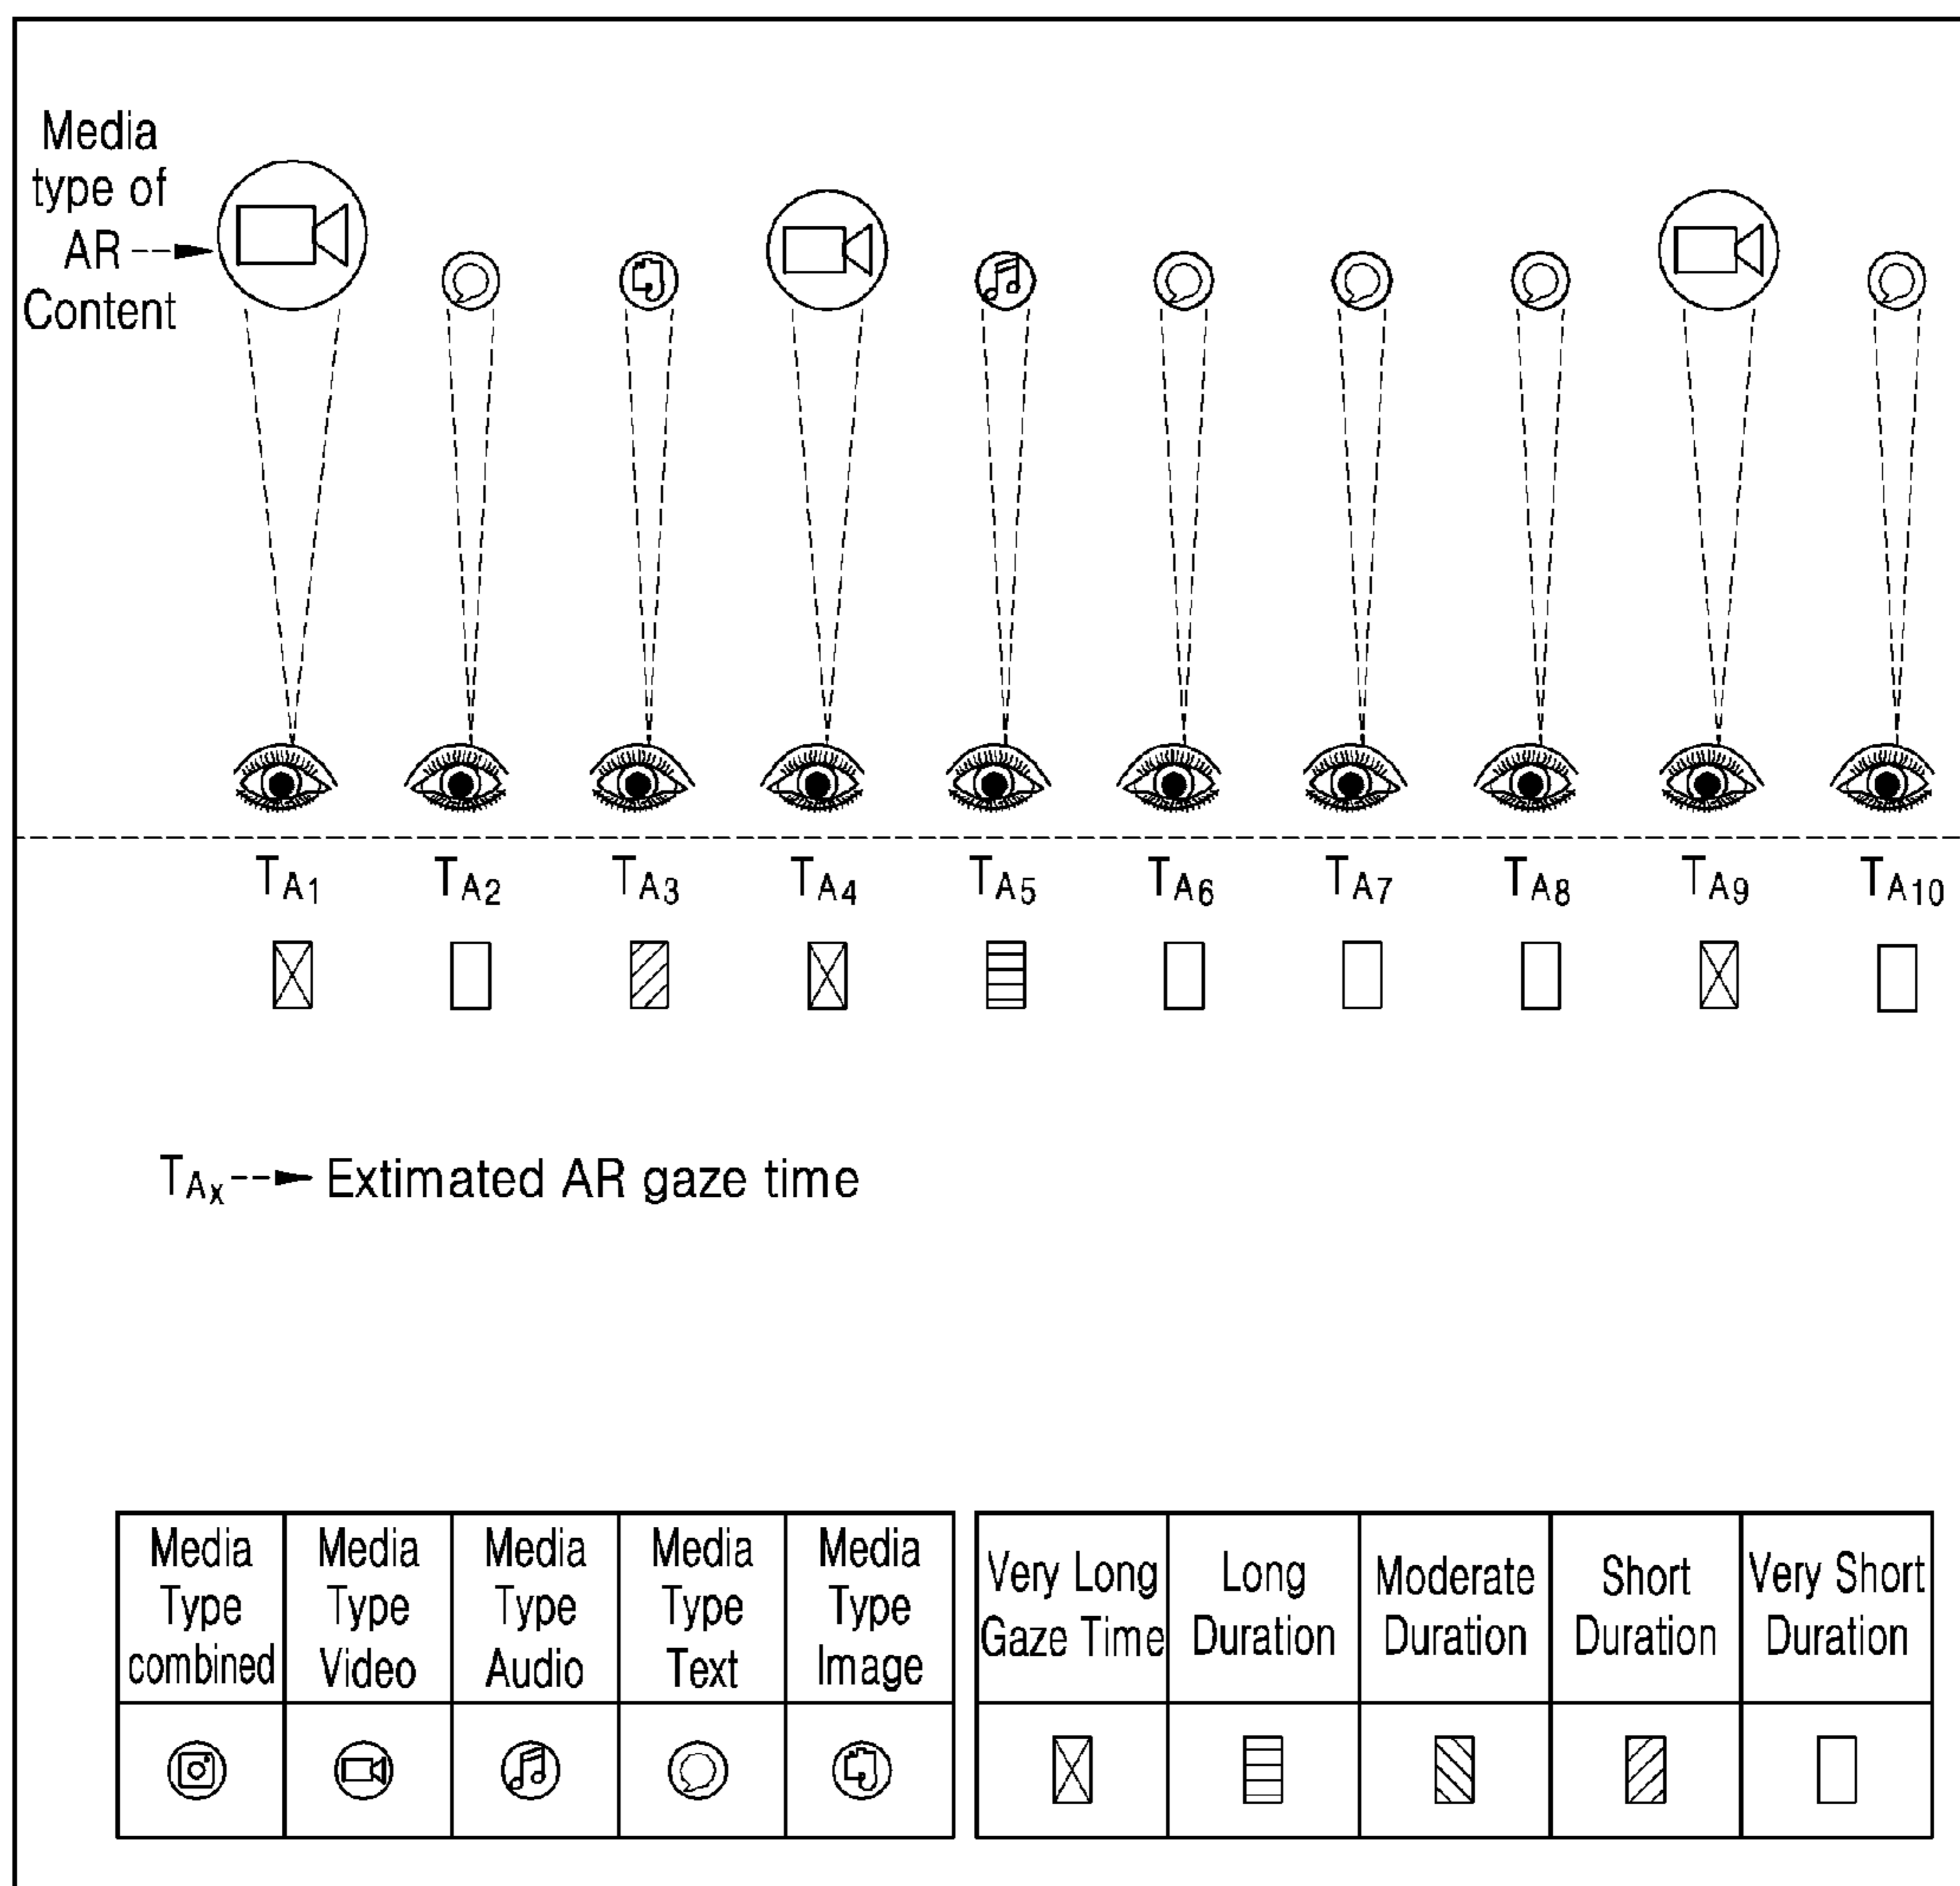 Media
type of
AR
Content
TA1 TA2 TA3 TA4 TA5 TA6 TA7 TA8 TA9 TA10
TAx Extimated AR gaze time
Media Type combined
Media Type Video
Media Type Audio
Media Type Text
Media Type Image
Very Long Gaze Time
Long Duration
Moderate Duration
Short Duration
Very Short Duration